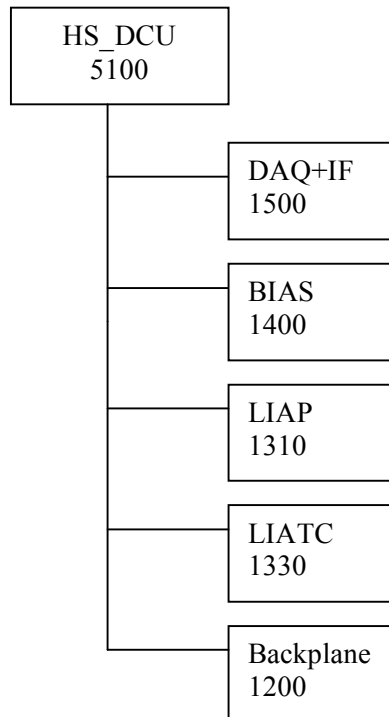 HS_DCU
5100
DAQ+IF
1500
BIAS
1400
LIAP
1310
LIATC
1330
Backplane
1200